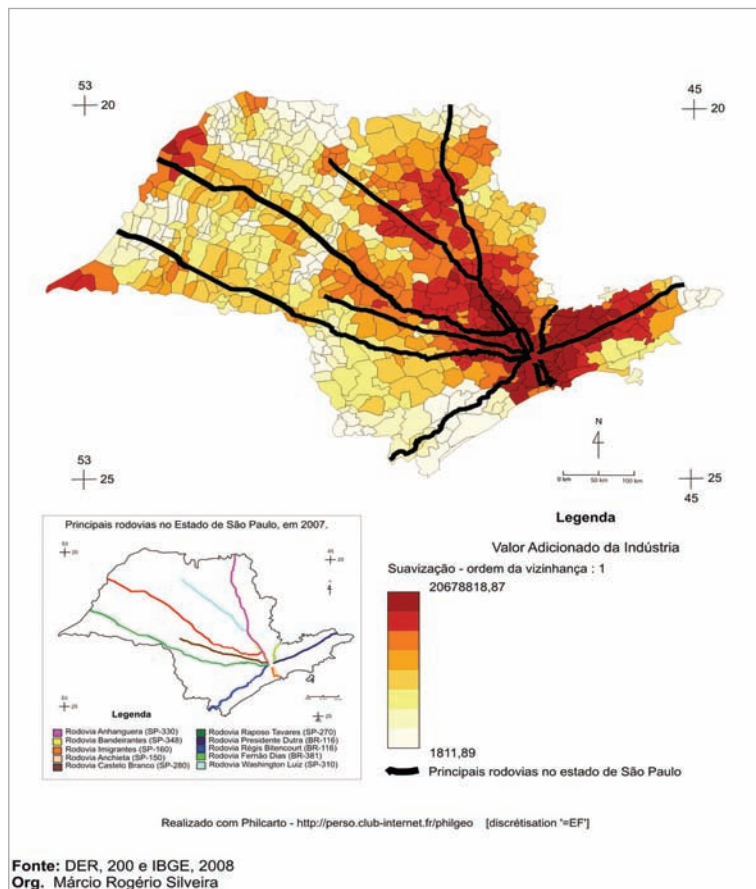 53
20
45
20
53
25
N
0 km 50 km 100 km
25
45
Legenda
Principais rodovias no Estado de São Paulo, em 2007.
53
20
45
20
25
Legenda
Rodovia Anhanguera (SP-330)
Rodovia Bandeirantes (SP-348)
Rodovia Imigrantes (SP-160)
Rodovia Anchieta (SP-150)
Rodovia Castelo Branco (SP-280)
Rodovia Raposo Tavares (SP-270)
Rodovia Presidente Dutra (BR-116)
Rodovia Régis Bitencourt (BR-116)
Rodovia Fernão Dias (BR-381)
Rodovia Washington Luiz (SP-310)
Valor Adicionado da Indústria
Suavização - ordem da vizinhança : 1
20678818,87
1811,89
Principais rodovias no estado de São Paulo
Realizado com Philcarto - http://perso.club-internet.fr/philgeo [discrétisation "=EF"]
Fonte: DER, 200 e IBGE, 2008
Org. Márcio Rogério Silveira